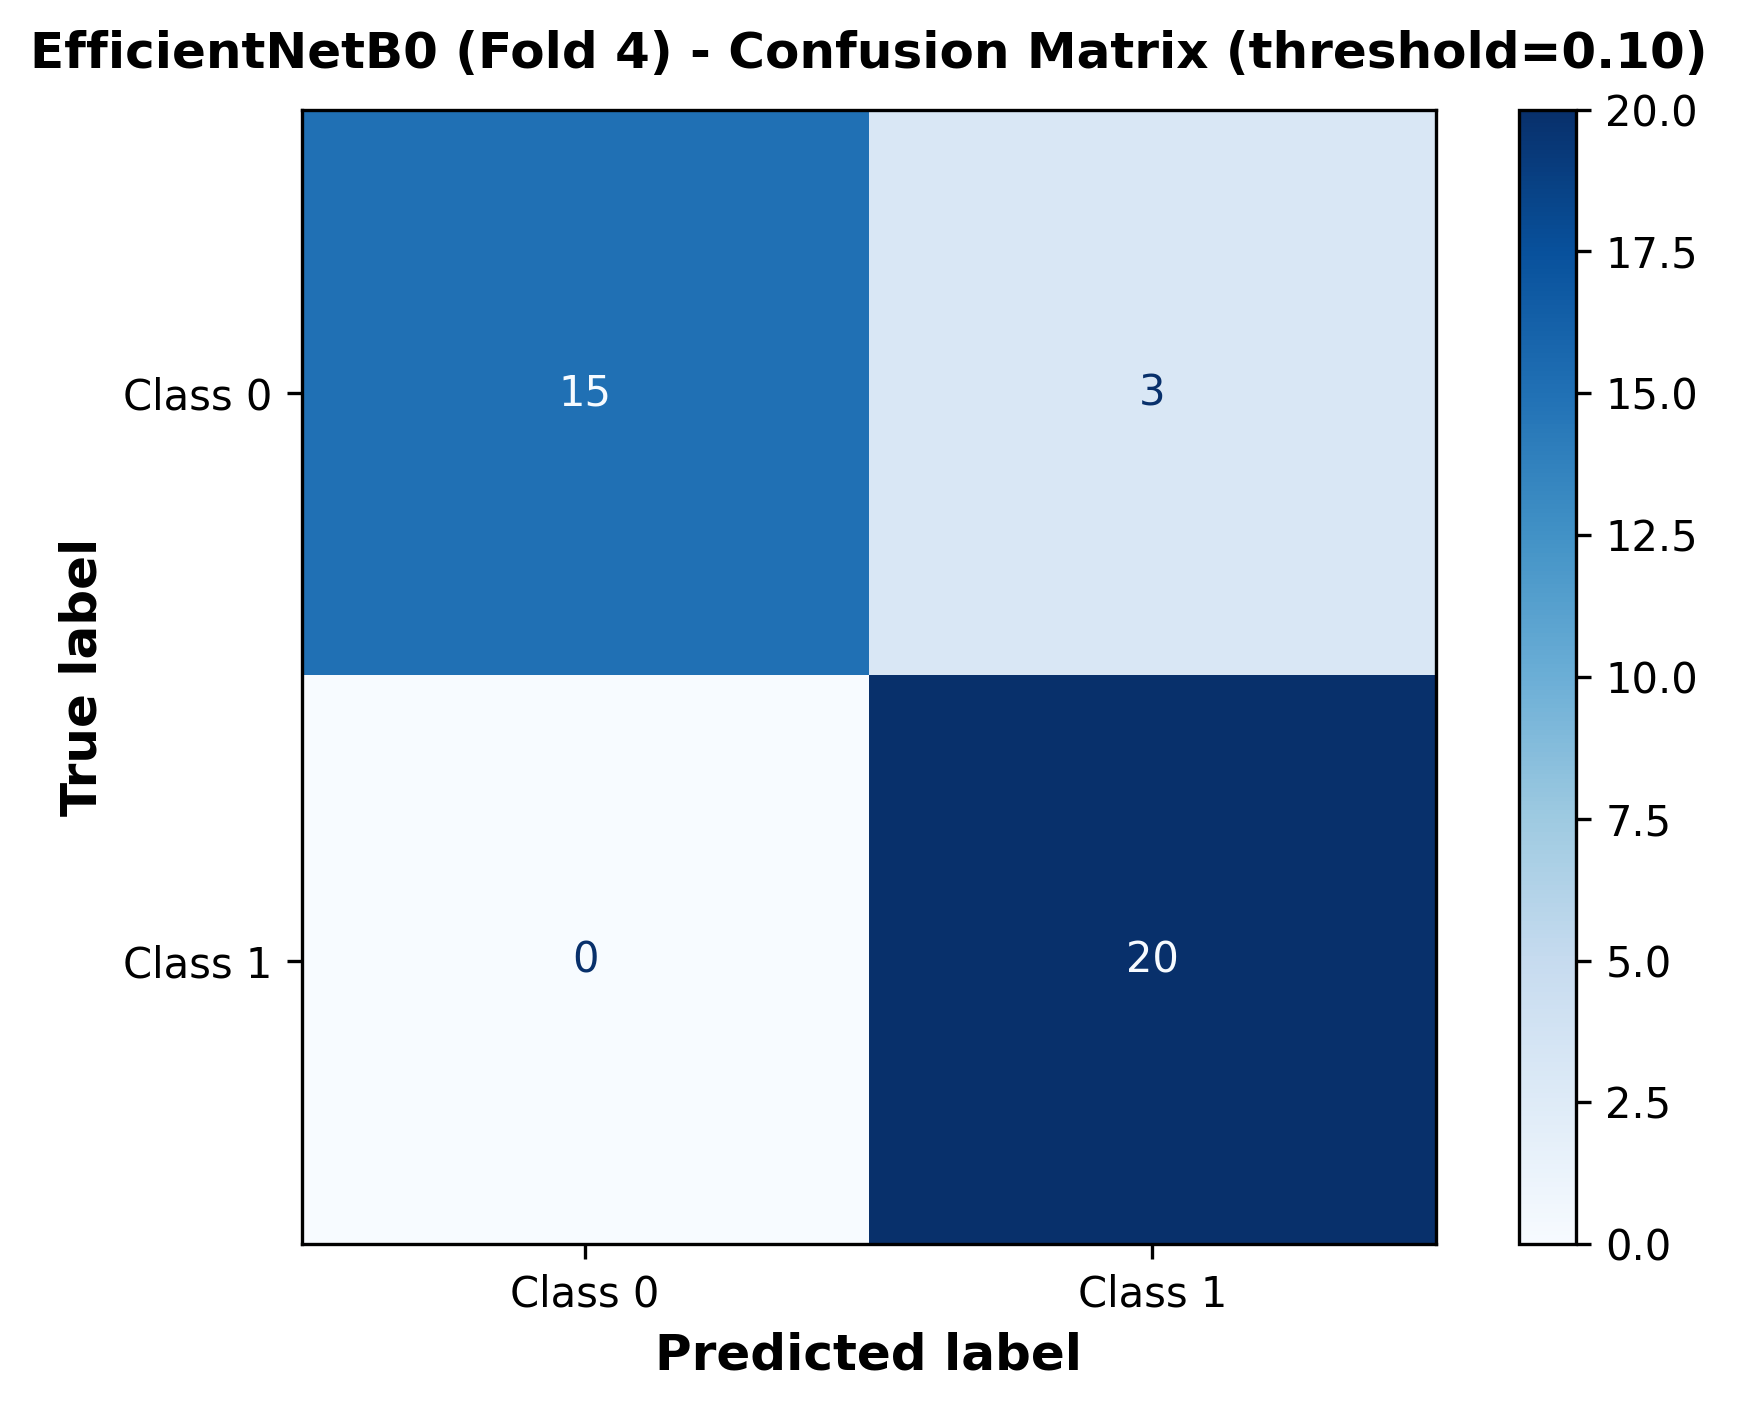 EfficientNetB0 (Fold 4) - Confusion Matrix (threshold=0.10)
True label
Class 0
Class 1
15
3
0
20
Class 0
Class 1
Predicted label
20.0
17.5
15.0
12.5
10.0
7.5
5.0
2.5
0.0